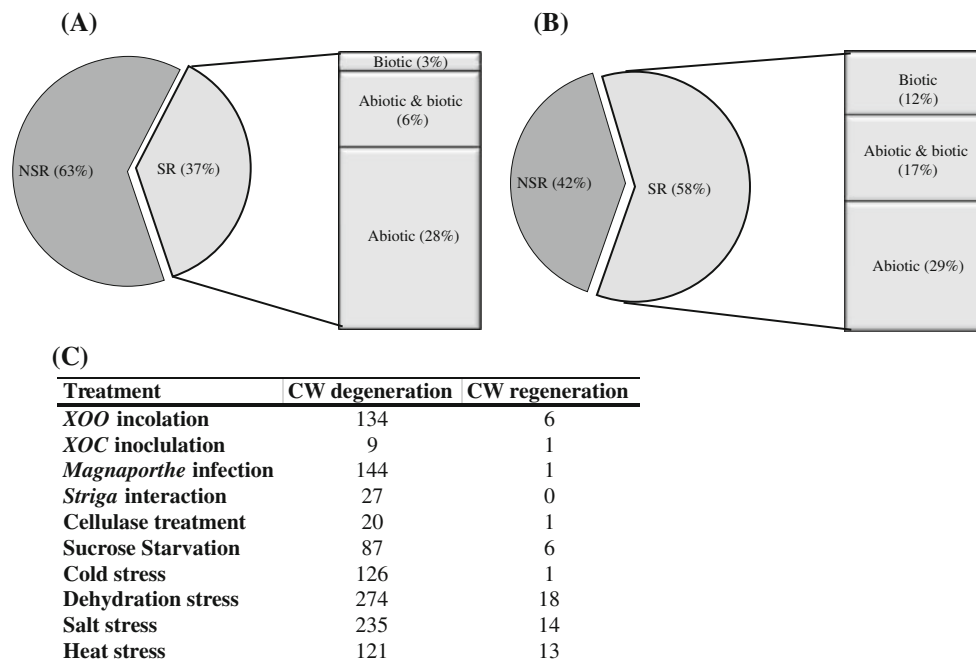 (A)
NSR (63%)
SR (37%)
Biotic (3%)
Abiotic & biotic
(6%)
Abiotic (28%)
(B)
NSR (42%)
SR (58%)
Biotic
(12%)
Abiotic & biotic
(17%)
Abiotic (29%)
(C)
Treatment CW degeneration CW regeneration
XOO incolation 134 6
XOC inoclulation 9 1
Magnaporthe infection 144 1
Striga interaction 27 0
Cellulase treatment 20 1
Sucrose Starvation 87 6
Cold stress 126 1
Dehydration stress 274 18
Salt stress 235 14
Heat stress 121 13